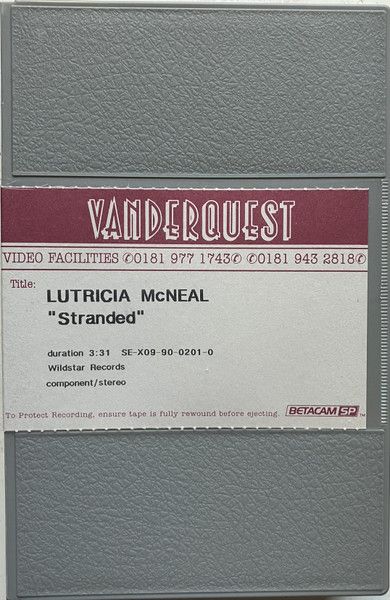 VANDERQUEST
VIDEO FACILITIES ✆0181 977 1743✆ ✆0181 943 2818✆
Title:
LUTRICIA McNEAL
"Stranded"
duration 3:31 SE-X09-90-0201-0
Wildstar Records
component/stereo
To Protect Recording, ensure tape is fully rewound before ejecting. BETACAM SP™